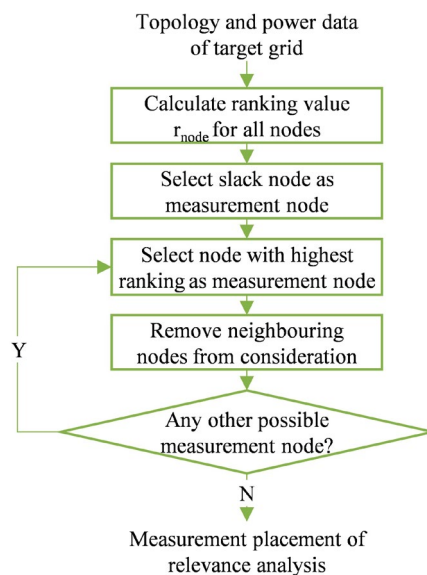 Topology and power data
of target grid
Calculate ranking value
r_node for all nodes
Select slack node as
measurement node
Select node with highest
ranking as measurement node
Remove neighbouring
nodes from consideration
Y
Any other possible
measurement node?
N
Measurement placement of
relevance analysis